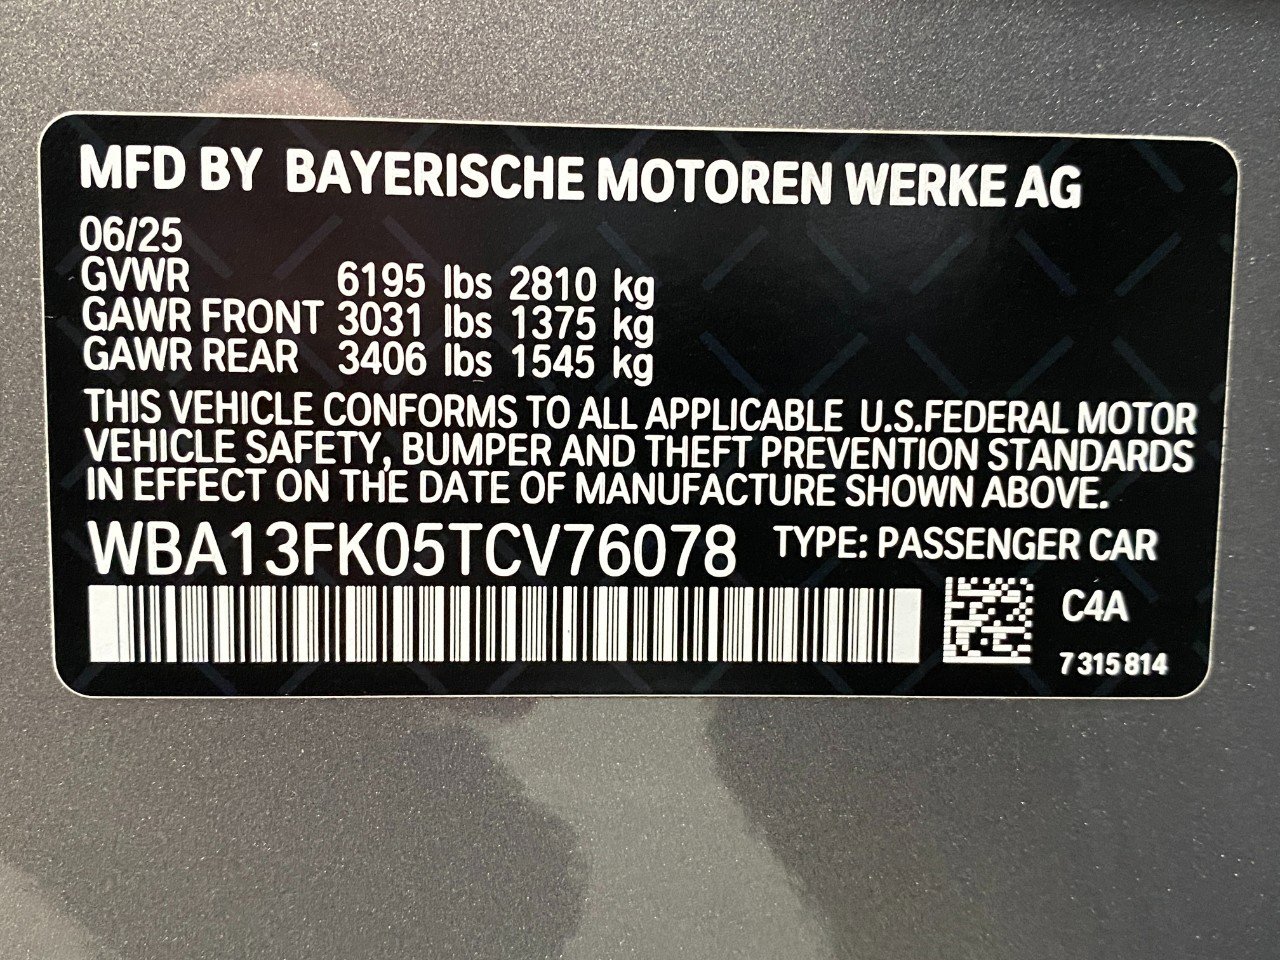 MFD BY BAYERISCHE MOTOREN WERKE AG
06/25
GVWR 6195 lbs 2810 kg
GAWR FRONT 3031 lbs 1375 kg
GAWR REAR 3406 lbs 1545 kg
THIS VEHICLE CONFORMS TO ALL APPLICABLE U.S.FEDERAL MOTOR
VEHICLE SAFETY, BUMPER AND THEFT PREVENTION STANDARDS
IN EFFECT ON THE DATE OF MANUFACTURE SHOWN ABOVE.
WBA13FK05TCV76078 TYPE: PASSENGER CAR
C4A
7 315 814